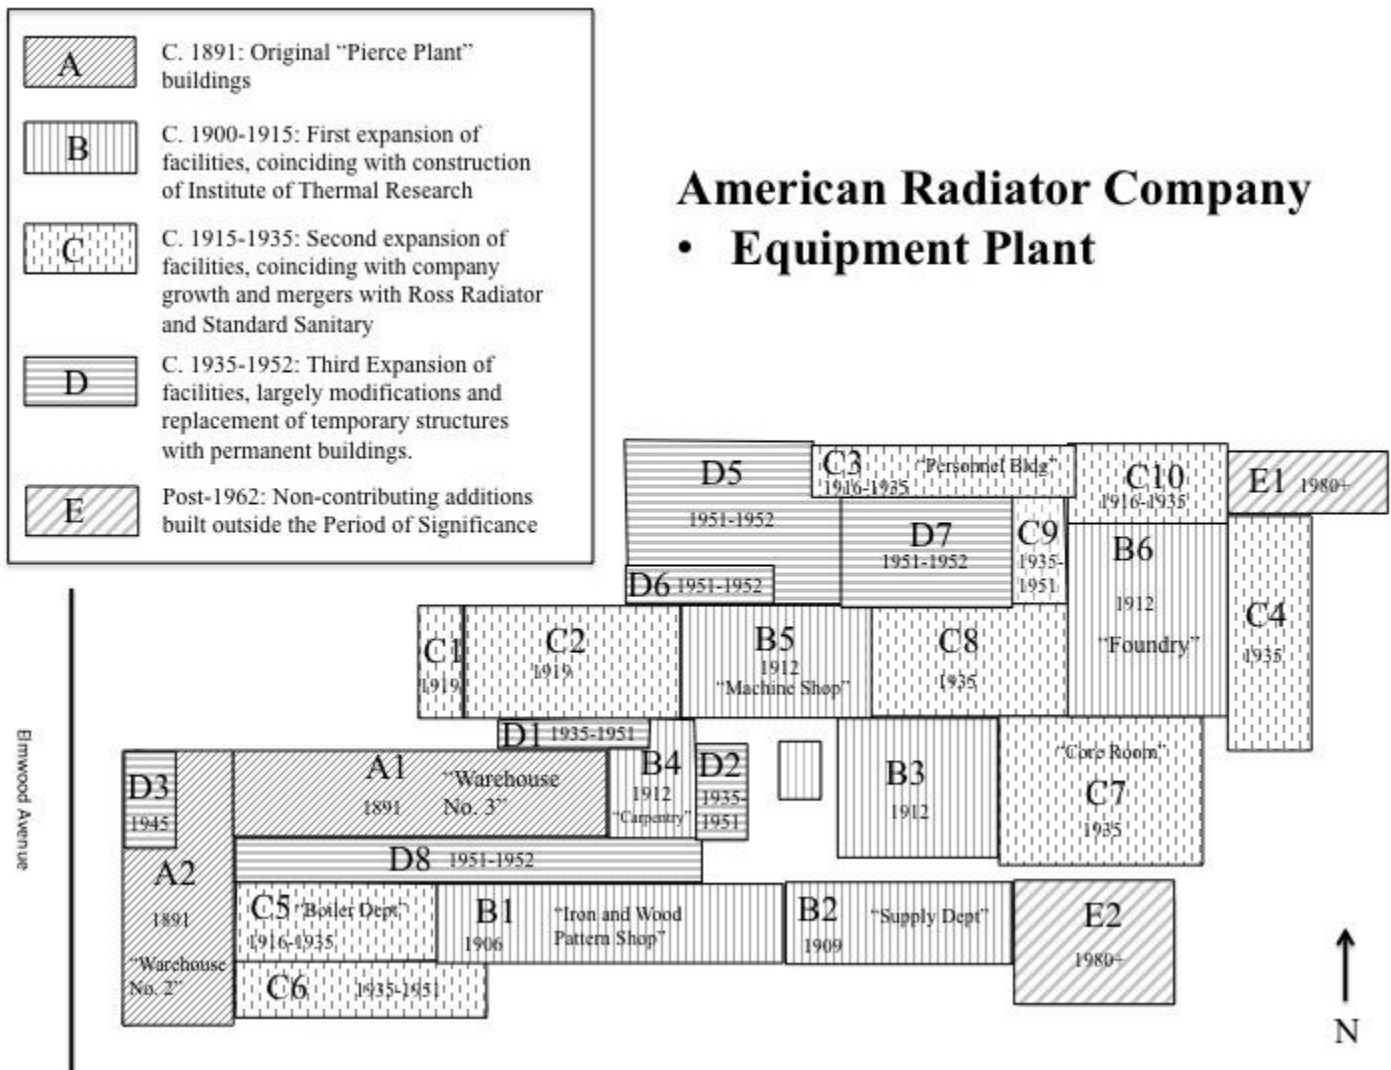 A
C. 1891: Original “Pierce Plant”
buildings
B
C. 1900-1915: First expansion of
facilities, coinciding with construction
of Institute of Thermal Research
C
C. 1915-1935: Second expansion of
facilities, coinciding with company
growth and mergers with Ross Radiator
and Standard Sanitary
D
C. 1935-1952: Third Expansion of
facilities, largely modifications and
replacement of temporary structures
with permanent buildings.
E
Post-1962: Non-contributing additions
built outside the Period of Significance
American Radiator Company
• Equipment Plant
D5
1951-1952
C3 “Personnel Bldg”
1916-1935
C10
1916-1935
E1 1980+
D6 1951-1952
D7
1951-1952
C9
1935-
1951
B6
1912
“Foundry”
C4
1935
C1
1919
C2
1919
B5
1912
“Machine Shop”
C8
1935
D1 1935-1951
D3
1945
A1
1891
“Warehouse
No. 3”
B4
1912
“Carpentry”
D2
1935-
1951
B3
1912
“Core Room”
C7
1935
A2
1891
“Warehouse
No. 2”
D8 1951-1952
C5 “Boiler Dept”
1916-1935
B1
1906
“Iron and Wood
Pattern Shop”
B2 “Supply Dept”
1909
E2
1980+
C6 1935-1951
Elmwood Avenue
N